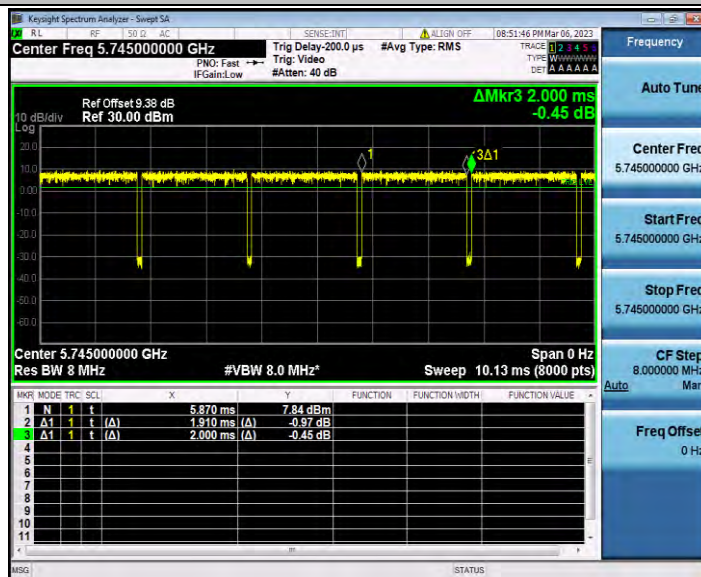 Keysight Spectrum Analyzer - Swept SA
RL RF 50 Ω AC SENSE:INT ALIGN OFF 08:51:46 PM Mar 06, 2023
Center Freq 5.745000000 GHz
Trig Delay-200.0 µs #Avg Type: RMS
TRACE 1 2 3 4 5 6
PNO: Fast Trig: Video
TYPE W
IFGain:Low #Atten: 40 dB
DET A A A A A A
Frequency
Auto Tune
Center Freq
5.745000000 GHz
Start Freq
5.745000000 GHz
Stop Freq
5.745000000 GHz
CF Step
8.000000 MHz
Auto Man
Freq Offset
0 Hz
ΔMkr3 2.000 ms
-0.45 dB
Ref Offset 9.38 dB
10 dB/div Ref 30.00 dBm
Log
20.0
10.0
0.00
-10.0
-20.0
-30.0
-40.0
-50.0
-60.0
1
3Δ1
Center 5.745000000 GHz Span 0 Hz
Res BW 8 MHz #VBW 8.0 MHz* Sweep 10.13 ms (8000 pts)
MKR MODE TRC SCL X Y FUNCTION FUNCTION WIDTH FUNCTION VALUE
1 N 1 t 5.870 ms 7.84 dBm
2 Δ1 1 t (Δ) 1.910 ms (Δ) -0.97 dB
3 Δ1 1 t (Δ) 2.000 ms (Δ) -0.45 dB
4
5
6
7
8
9
10
11
MSG STATUS